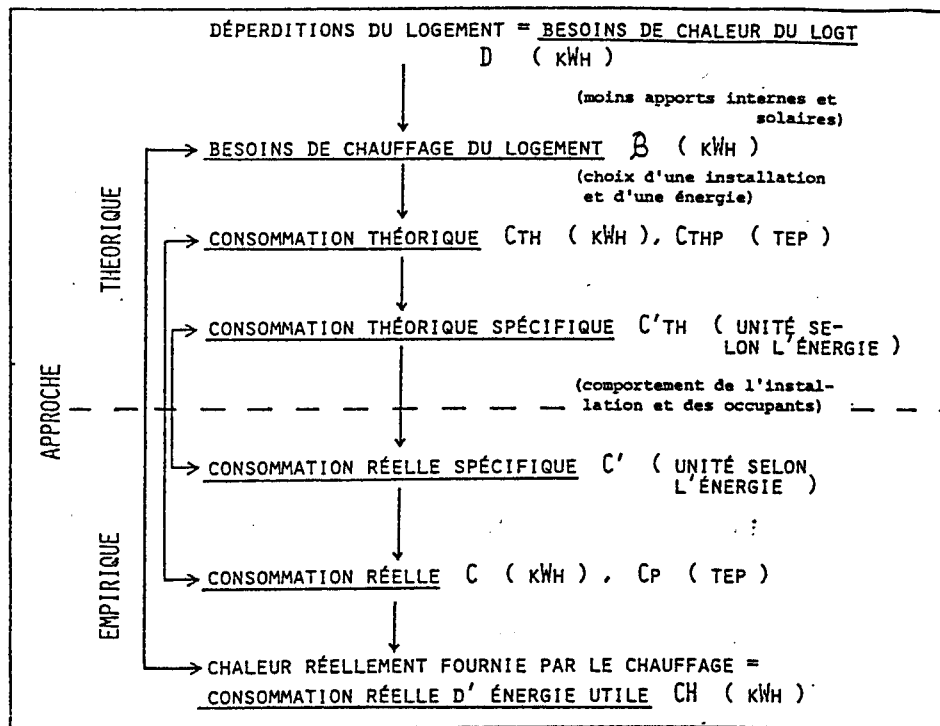 DÉPERDITIONS DU LOGEMENT = BESOINS DE CHALEUR DU LOGT
D ( KWH )
(moins apports internes et
solaires)
BESOINS DE CHAUFFAGE DU LOGEMENT B ( KWH )
(choix d'une installation
et d'une énergie)
THEORIQUE
CONSOMMATION THÉORIQUE CTH ( KWH ), CTHP ( TEP )
CONSOMMATION THÉORIQUE SPÉCIFIQUE C'TH ( UNITÉ SE-
LON L'ÉNERGIE )
(comportement de l'instal-
lation et des occupants)
APPROCHE
CONSOMMATION RÉELLE SPÉCIFIQUE C' ( UNITÉ SELON
L'ÉNERGIE )
EMPIRIQUE
CONSOMMATION RÉELLE C ( KWH ) , CP ( TEP )
CHALEUR RÉELLEMENT FOURNIE PAR LE CHAUFFAGE =
CONSOMMATION RÉELLE D' ÉNERGIE UTILE CH ( KWH )